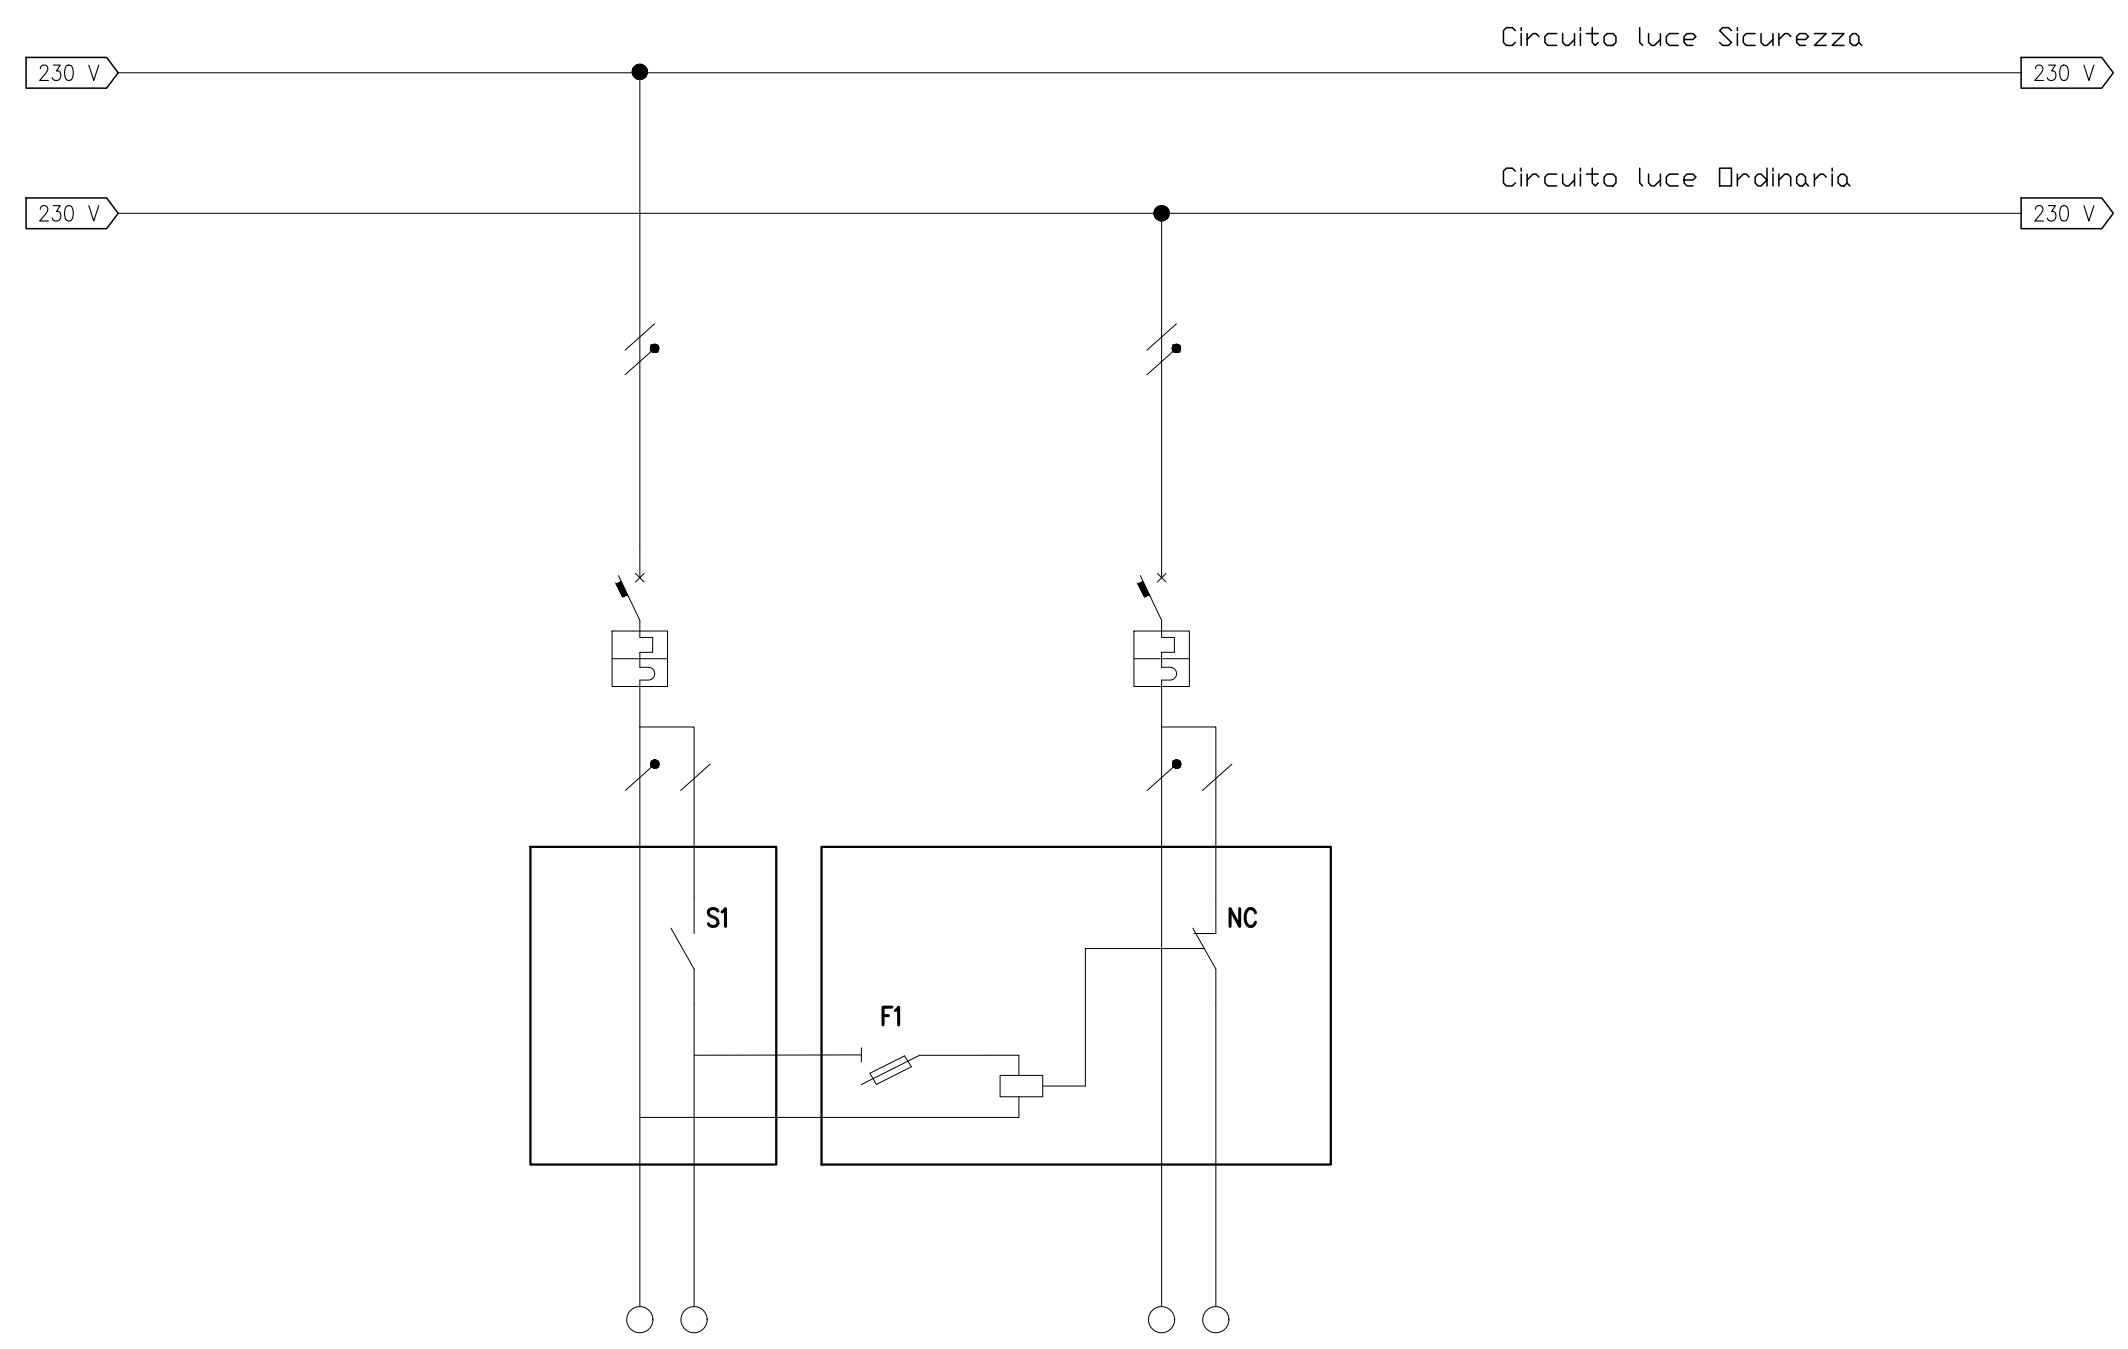 Circuito luce Sicurezza
230 V
230 V
Circuito luce Ordinaria
230 V
230 V
S1
NC
F1